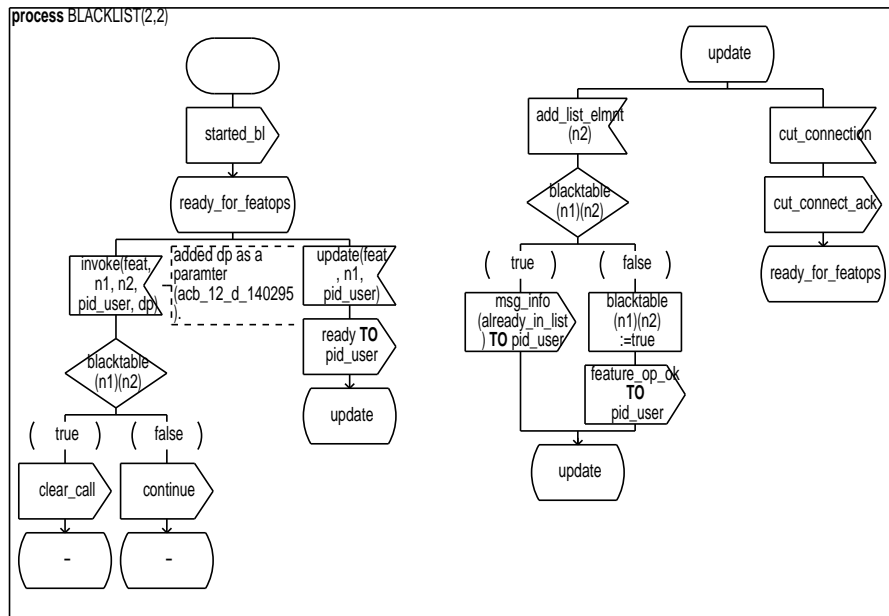 process BLACKLIST(2,2)
started_bl
ready_for_featops
invoke(feat,
n1, n2,
pid_user, dp)
added dp as a
paramter
(acb_12_d_140295
).
update(feat
, n1,
pid_user)
ready TO
pid_user
update
blacktable
(n1)(n2)
( true )
( false )
clear_call
continue
-
-
update
add_list_elmnt
(n2)
blacktable
(n1)(n2)
( true )
( false )
msg_info
(already_in_list
) TO pid_user
blacktable
(n1)(n2)
:=true
feature_op_ok
TO
pid_user
update
cut_connection
cut_connect_ack
ready_for_featops